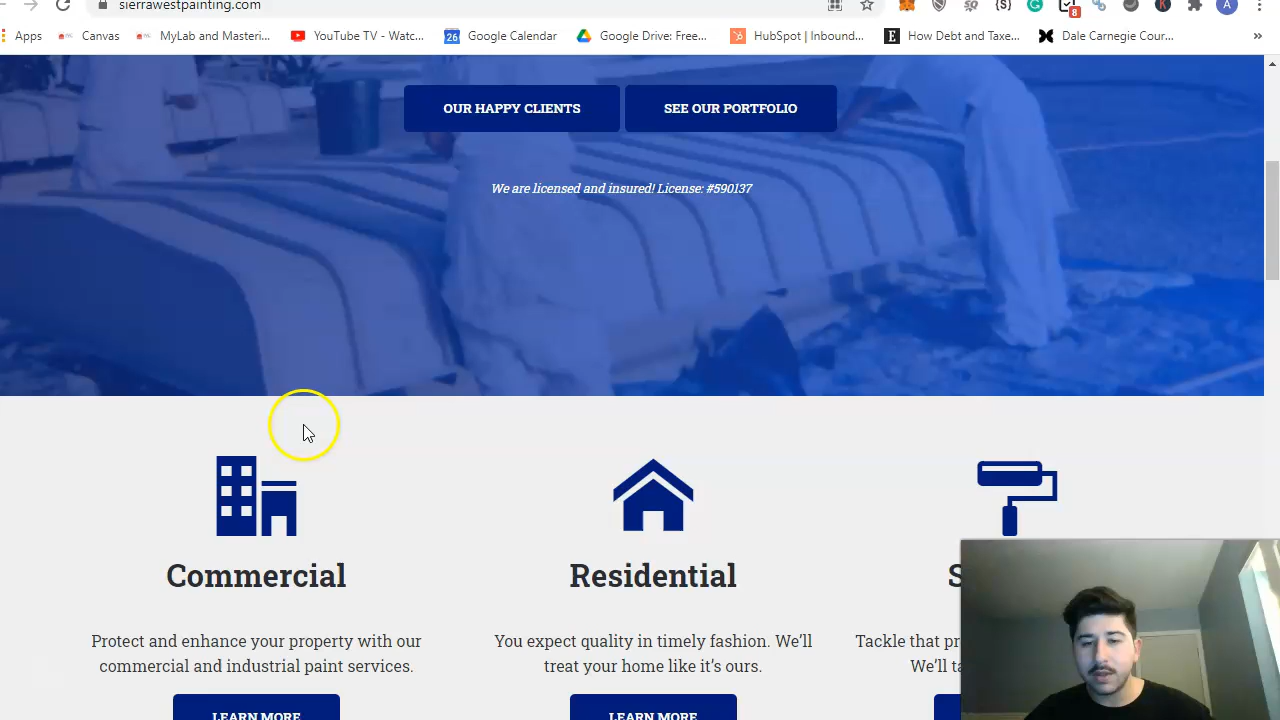 sierrawestpainting.com
8
A
Apps
Canvas
MyLab and Masteri...
YouTube TV - Watc...
26
Google Calendar
Google Drive: Free...
HubSpot | Inbound...
How Debt and Taxe...
Dale Carnegie Cour...
»
OUR HAPPY CLIENTS
SEE OUR PORTFOLIO
We are licensed and insured! License: #590137
Commercial
Residential
S
Protect and enhance your property with our
commercial and industrial paint services.
You expect quality in timely fashion. We'll
treat your home like it's ours.
Tackle that
We'll
LEARN MORE
LEARN MORE